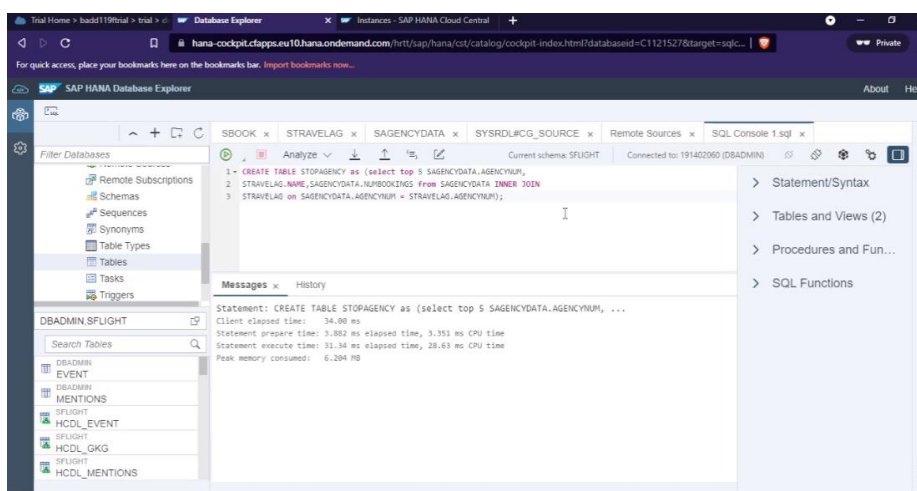 Trial Home > badd119ftrial > trial > d
Database Explorer
Instances - SAP HANA Cloud Central
hana-cockpit.cfapps.eu10.hana.ondemand.com/hrtt/sap/hana/cst/catalog/cockpit-index.html?databaseid=C1121527&target=sqlc...
Private
For quick access, place your bookmarks here on the bookmarks bar. Import bookmarks now...
SAP SAP HANA Database Explorer
About He
SBOOK
STRAVELAG
SAGENCYDATA
SYSRDL#CG_SOURCE
Remote Sources
SQL Console 1.sql
Filter Databases
Analyze
Current schema: SFLIGHT
Connected to: 191402060 (DBADMIN)
Remote Sources
Remote Subscriptions
Schemas
Sequences
Synonyms
Table Types
Tables
Tasks
Triggers
1 CREATE TABLE STOPAGENCY as (select top 5 SAGENCYDATA.AGENCYNUM,
2 STRAVELAG.NAME,SAGENCYDATA.NUMBOOKINGS from SAGENCYDATA INNER JOIN
3 STRAVELAG on SAGENCYDATA.AGENCYNUM = STRAVELAG.AGENCYNUM);
Statement/Syntax
Tables and Views (2)
Procedures and Fun...
SQL Functions
Messages
History
Statement: CREATE TABLE STOPAGENCY as (select top 5 SAGENCYDATA.AGENCYNUM, ...
Client elapsed time: 34.00 ms
Statement prepare time: 3.882 ms elapsed time, 3.351 ms CPU time
Statement execute time: 31.34 ms elapsed time, 28.63 ms CPU time
Peak memory consumed: 6.204 MB
DBADMIN,SFLIGHT
Search Tables
DBADMIN
EVENT
DBADMIN
MENTIONS
SFLIGHT
HCDL_EVENT
SFLIGHT
HCDL_GKG
SFLIGHT
HCDL_MENTIONS